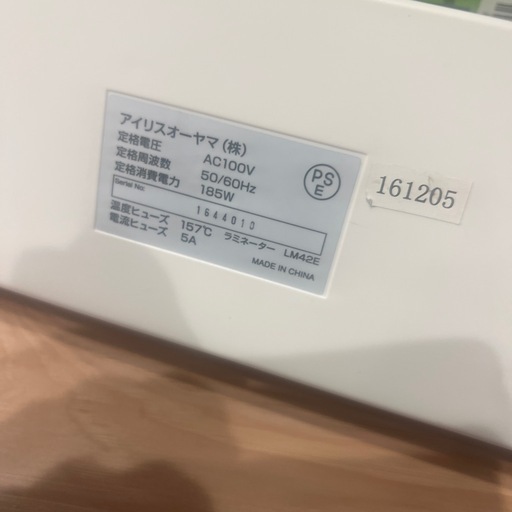 アイリスオーヤマ(株)
定格電圧 AC100V
定格周波数 50/60Hz
定格消費電力 185W
PS
E
Serial No: 1644010
温度ヒューズ 157℃ ラミネーター LM42E
電流ヒューズ 5A
MADE IN CHINA
161205